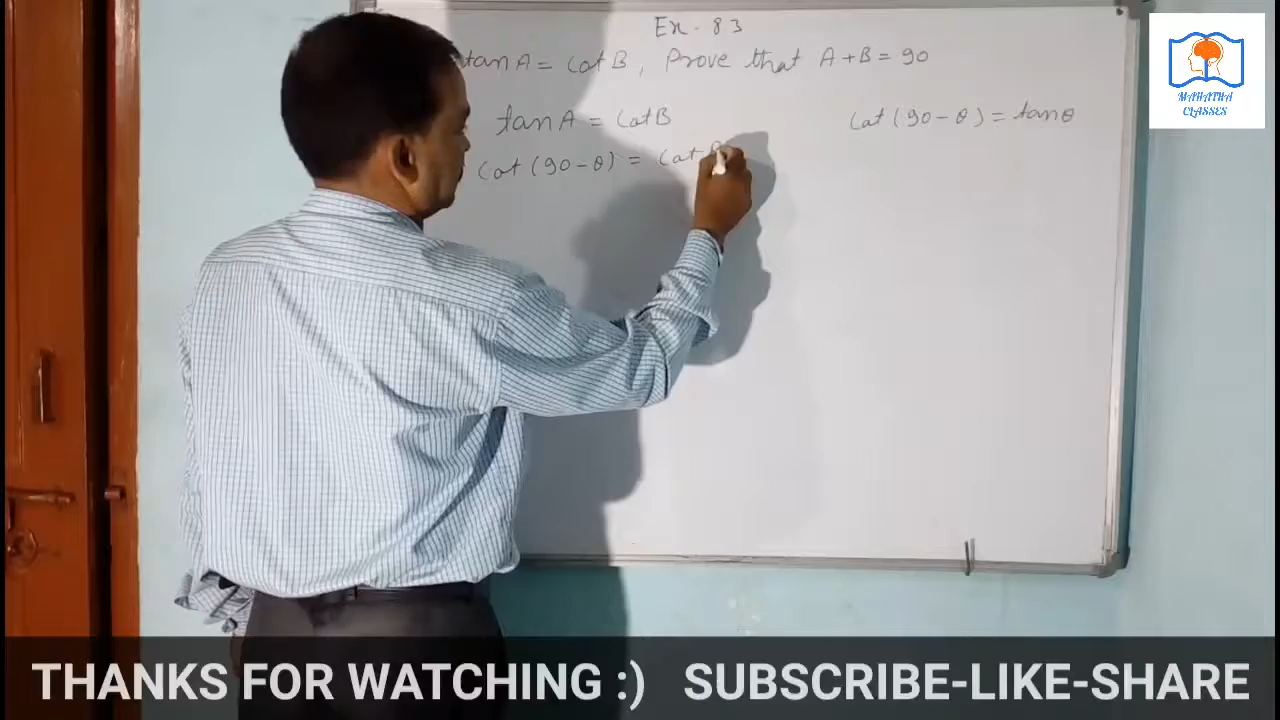 Ex - 83
tan A = Cot B, Prove that A + B = 90
tan A = Cot B
Cot (90 - θ) = tan θ
Cot (90 - θ) = Cot
MAHATHA
CLASSES
THANKS FOR WATCHING :) SUBSCRIBE-LIKE-SHARE